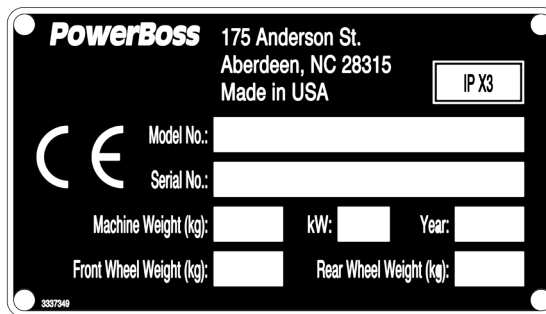 PowerBoss
175 Anderson St.
Aberdeen, NC 28315
Made in USA
IP X3
CE
Model No.:
Serial No.:
Machine Weight (kg): kW: Year:
Front Wheel Weight (kg): Rear Wheel Weight (kg):
3337349